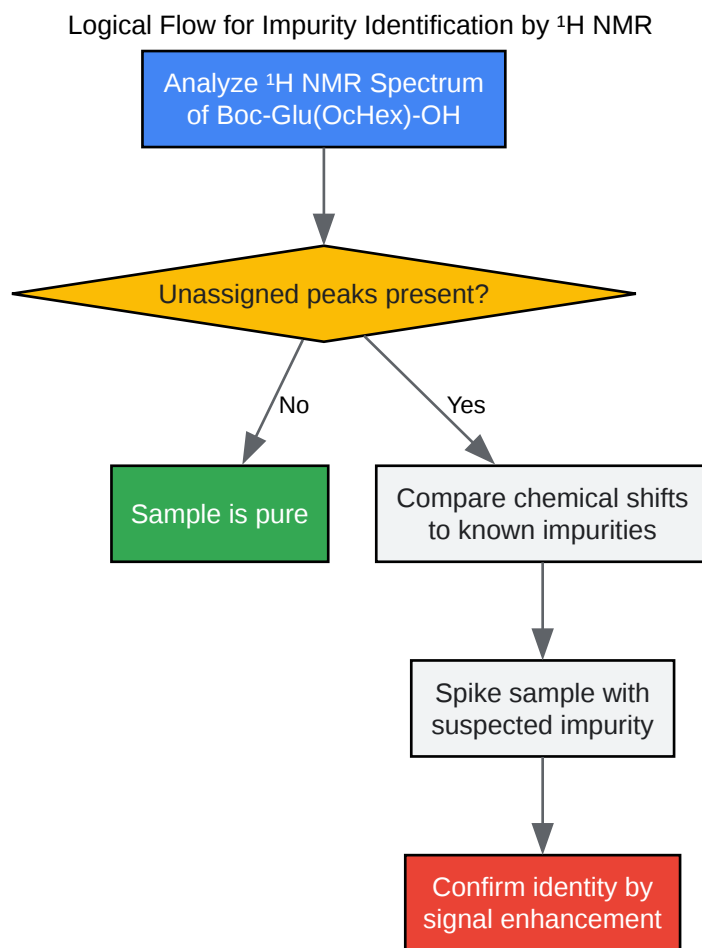 Logical Flow for Impurity Identification by ¹H NMR
Analyze ¹H NMR Spectrum
of Boc-Glu(OcHex)-OH
Unassigned peaks present?
No
Yes
Sample is pure
Compare chemical shifts
to known impurities
Spike sample with
suspected impurity
Confirm identity by
signal enhancement